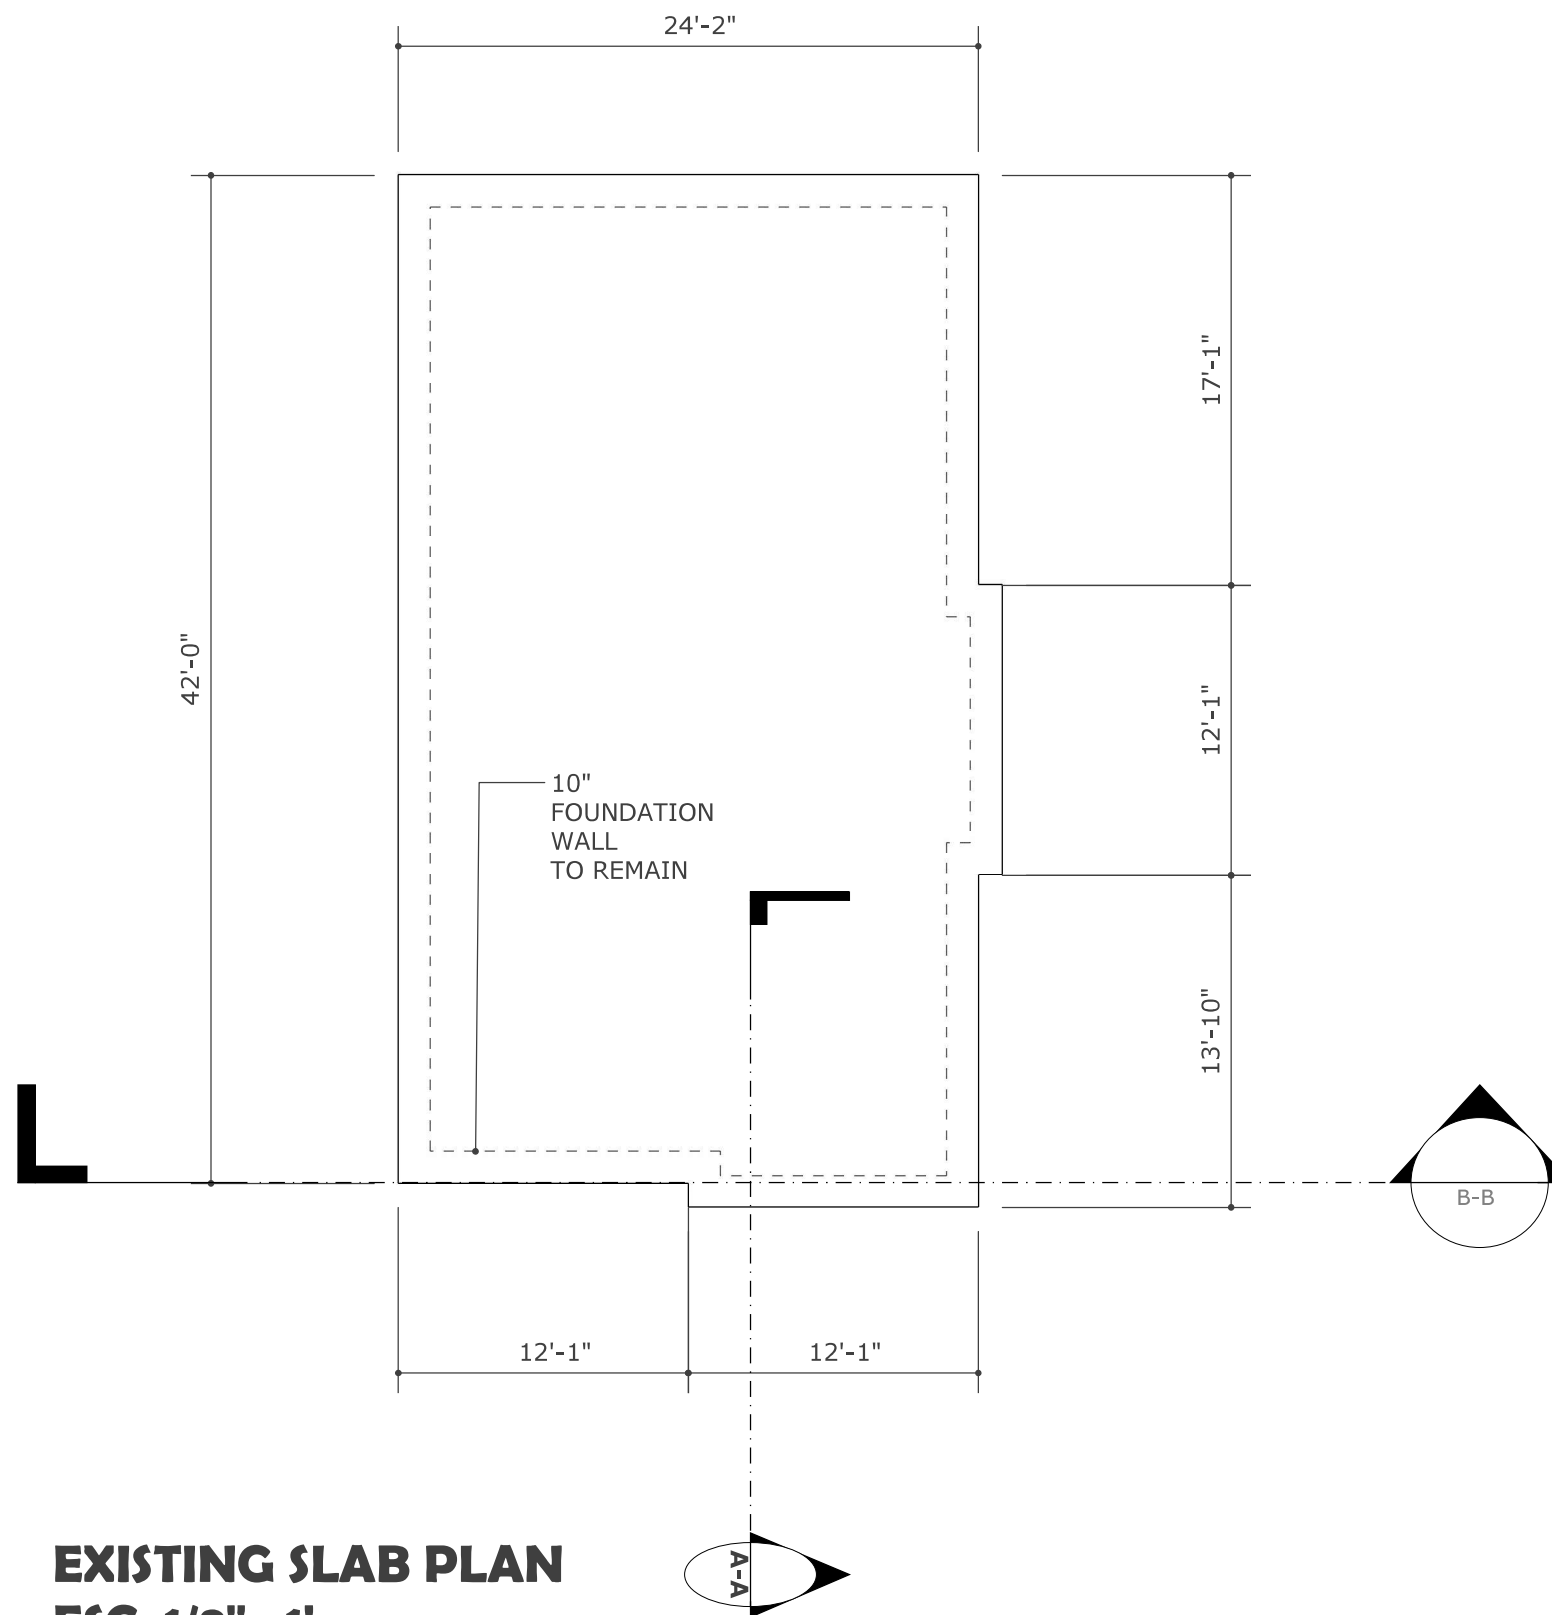 24'-2"
17'-1"
42'-0"
12'-1"
10"
FOUNDATION
WALL
TO REMAIN
13'-10"
B-B
12'-1"
12'-1"
A-A
EXISTING SLAB PLAN